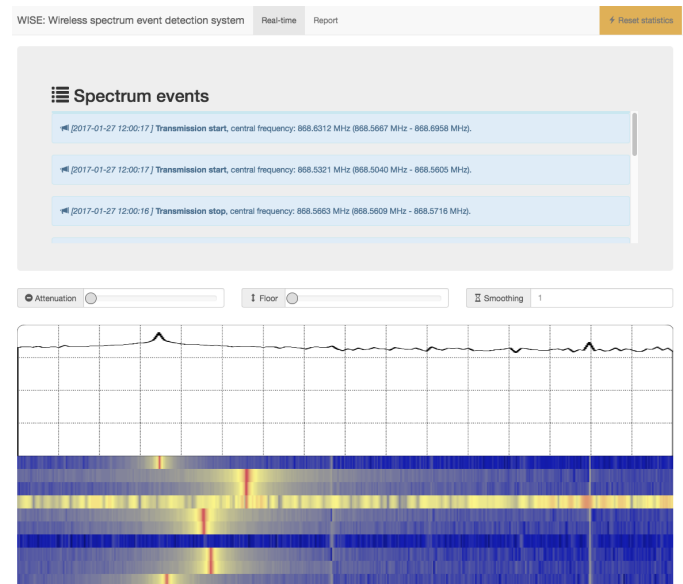 WISE: Wireless spectrum event detection system Real-time Report Reset statistics
Spectrum events
[2017-01-27 12:00:17 ] Transmission start, central frequency: 868.6312 MHz (868.5667 MHz - 868.6958 MHz).
[2017-01-27 12:00:17 ] Transmission start, central frequency: 868.5321 MHz (868.5040 MHz - 868.5605 MHz).
[2017-01-27 12:00:16 ] Transmission stop, central frequency: 868.5663 MHz (868.5609 MHz - 868.5716 MHz).
Attenuation Floor Smoothing 1